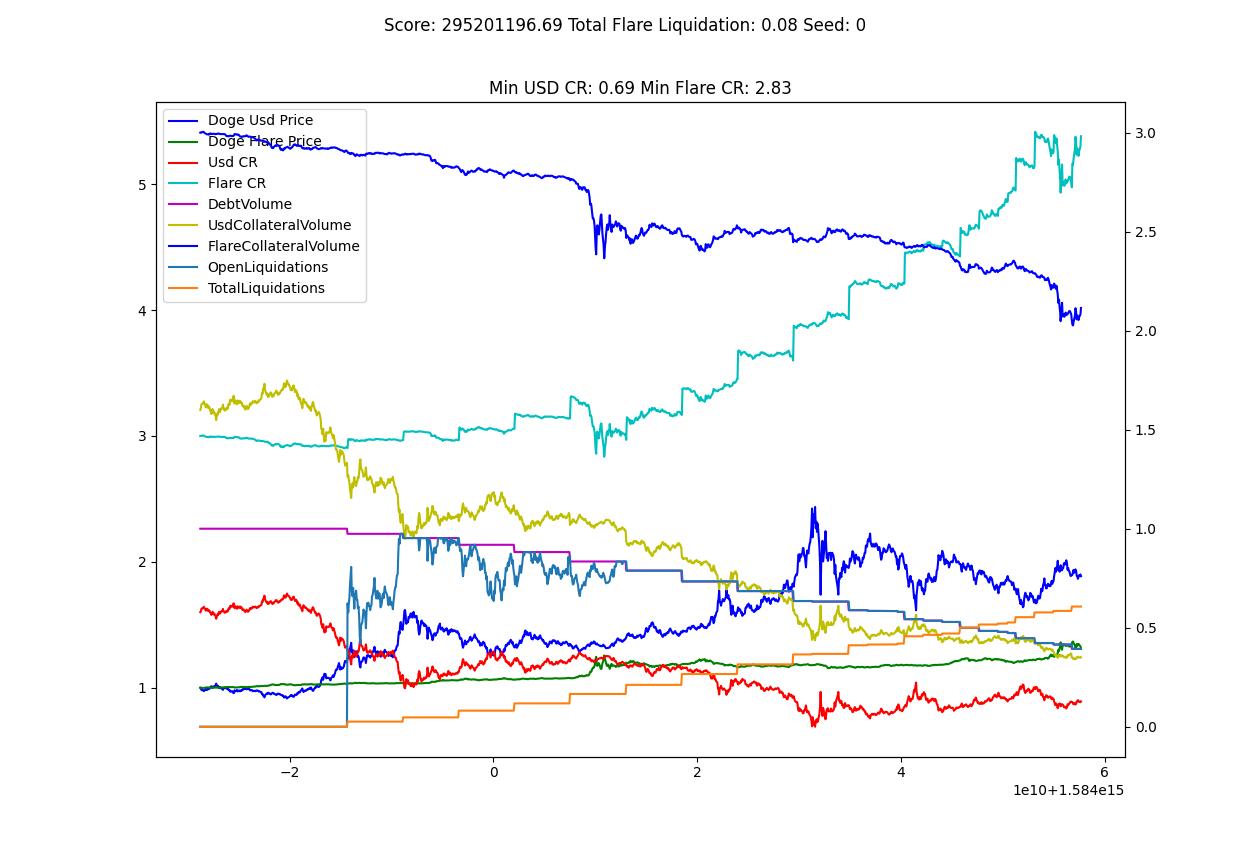 Score: 295201196.69 Total Flare Liquidation: 0.08 Seed: 0
Min USD CR: 0.69 Min Flare CR: 2.83
Doge Usd Price
Doge Flare Price
Usd CR
Flare CR
DebtVolume
UsdCollateralVolume
FlareCollateralVolume
OpenLiquidations
TotalLiquidations
5
4
3
2
1
3.0
2.5
2.0
1.5
1.0
0.5
0.0
−2
0
2
4
6
1e10+1.584e15